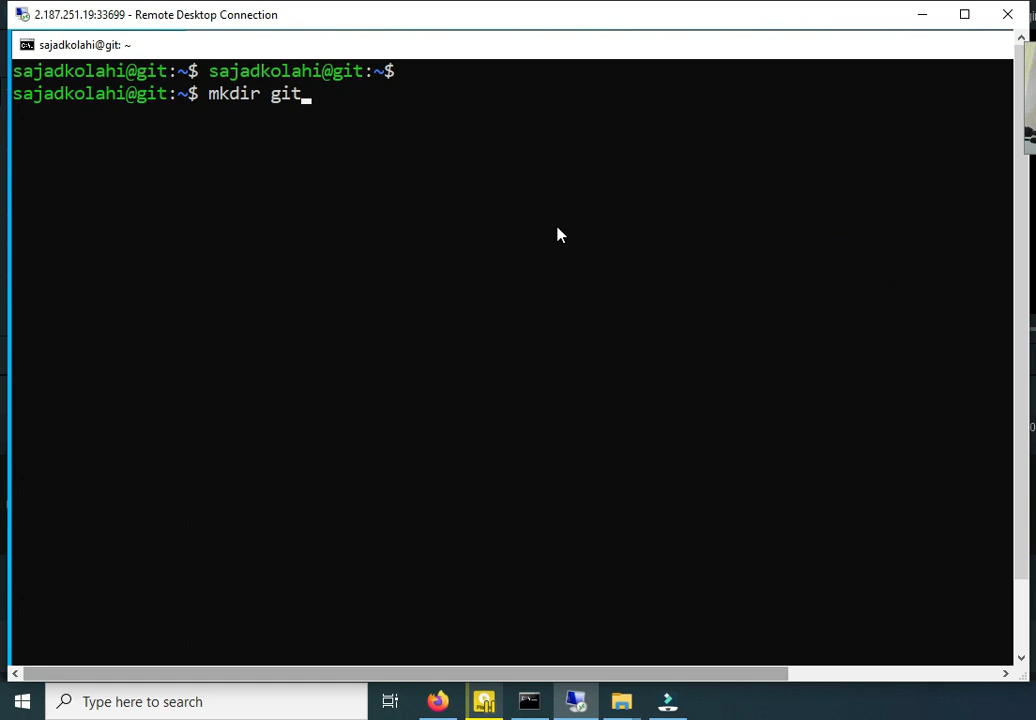 2.187.251.19:33699 - Remote Desktop Connection
sajadkolahi@git: ~
sajadkolahi@git:~$ sajadkolahi@git:~$
sajadkolahi@git:~$ mkdir git
Type here to search